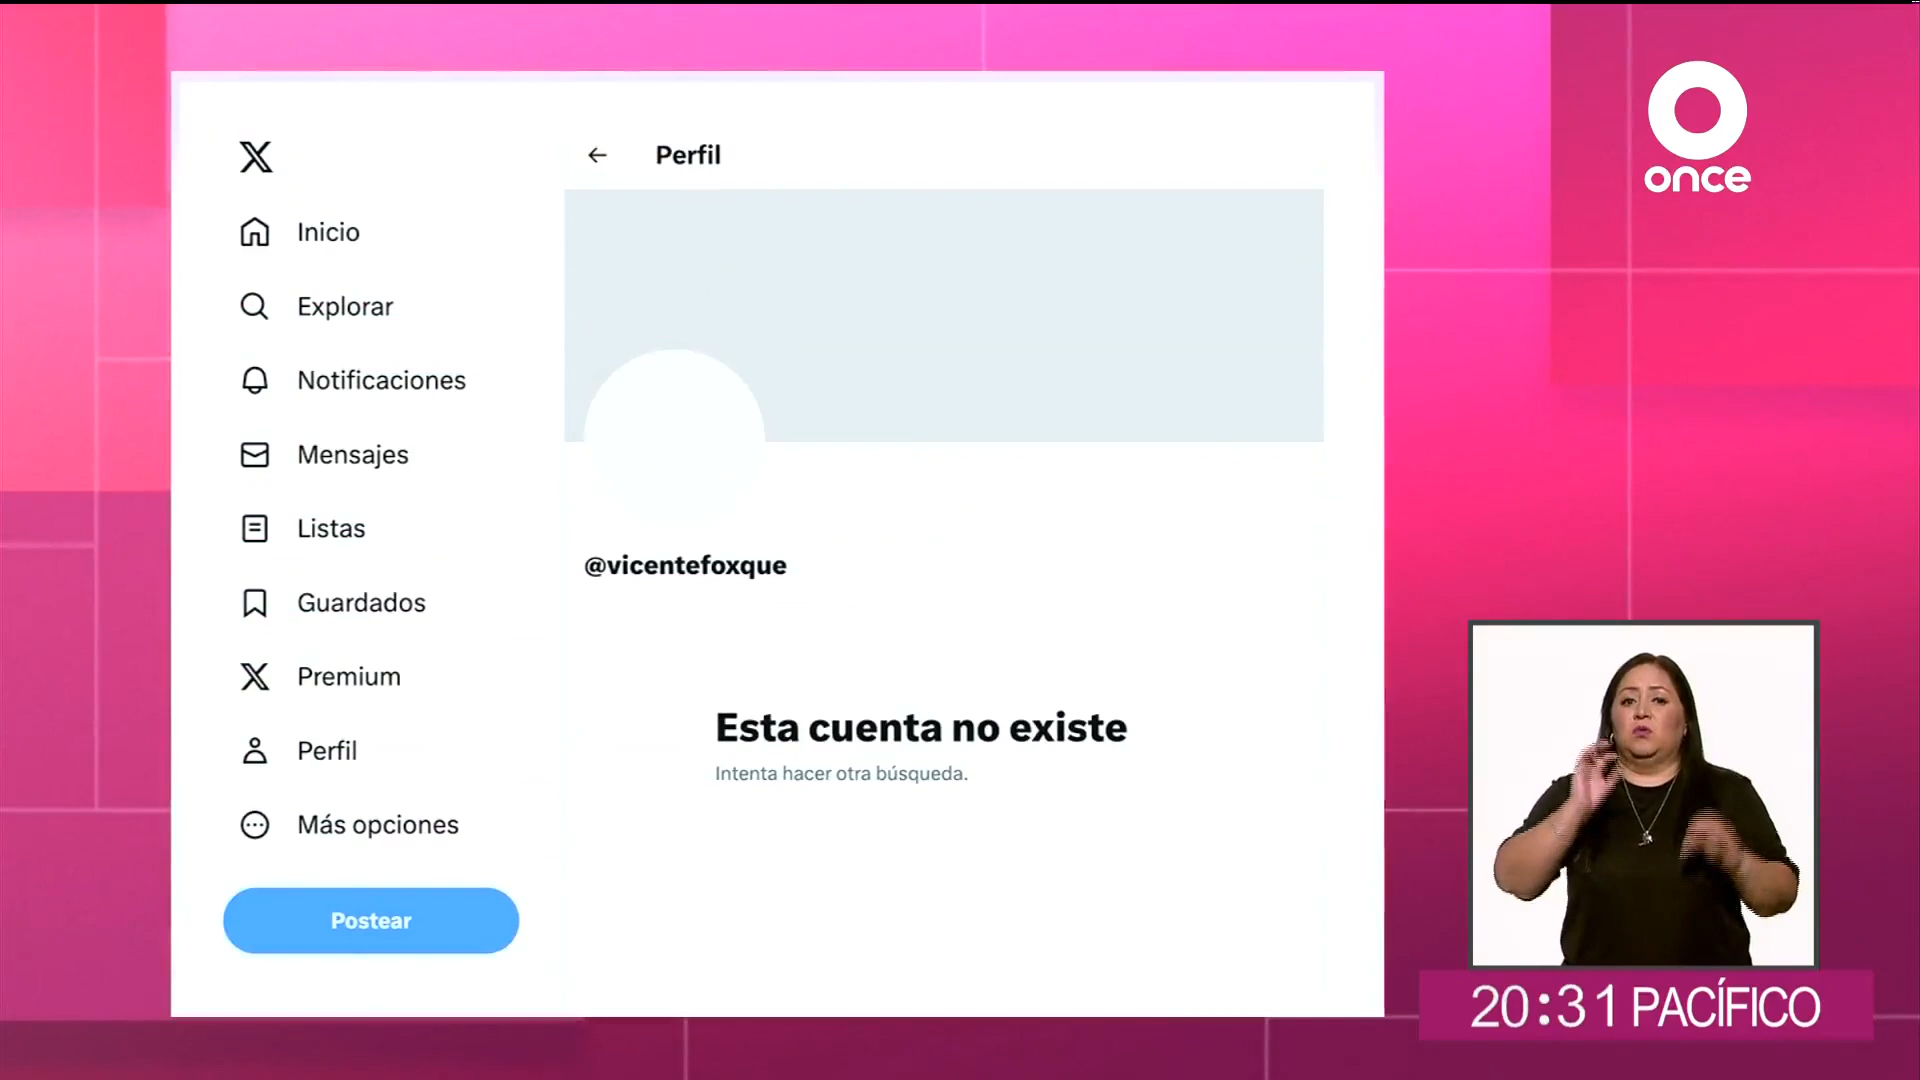 once
Perfil
Inicio
Explorar
Notificaciones
Mensajes
Listas
Guardados
Premium
Perfil
Más opciones
Postear
@vicentefoxque
Esta cuenta no existe
Intenta hacer otra búsqueda.
20:31 PACÍFICO